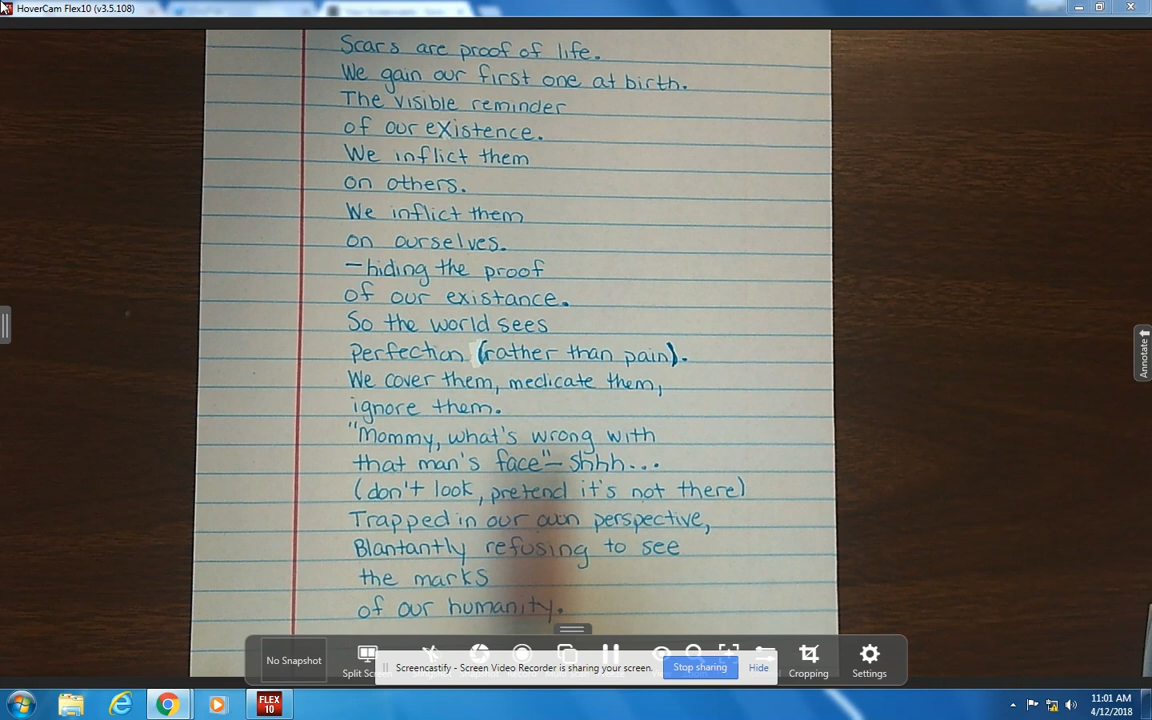 HoverCam Flex10 (v3.5.108)
Scars are proof of life.
We gain our first one at birth.
The visible reminder
of our existence.
We inflict them
on others.
We inflict them
on ourselves.
—hiding the proof
of our existance.
So the world sees
perfection (rather than pain).
We cover them, medicate them,
ignore them.
"Mommy, what's wrong with
that man's face"— shhh...
(don't look, pretend it's not there)
Trapped in our own perspective,
Blantantly refusing to see
the marks
of our humanity.
Annotate
No Snapshot
Split
Cropping
Settings
Screencastify - Screen Video Recorder is sharing your screen.
Stop sharing
Hide
FLEX
10
11:01 AM
4/12/2018